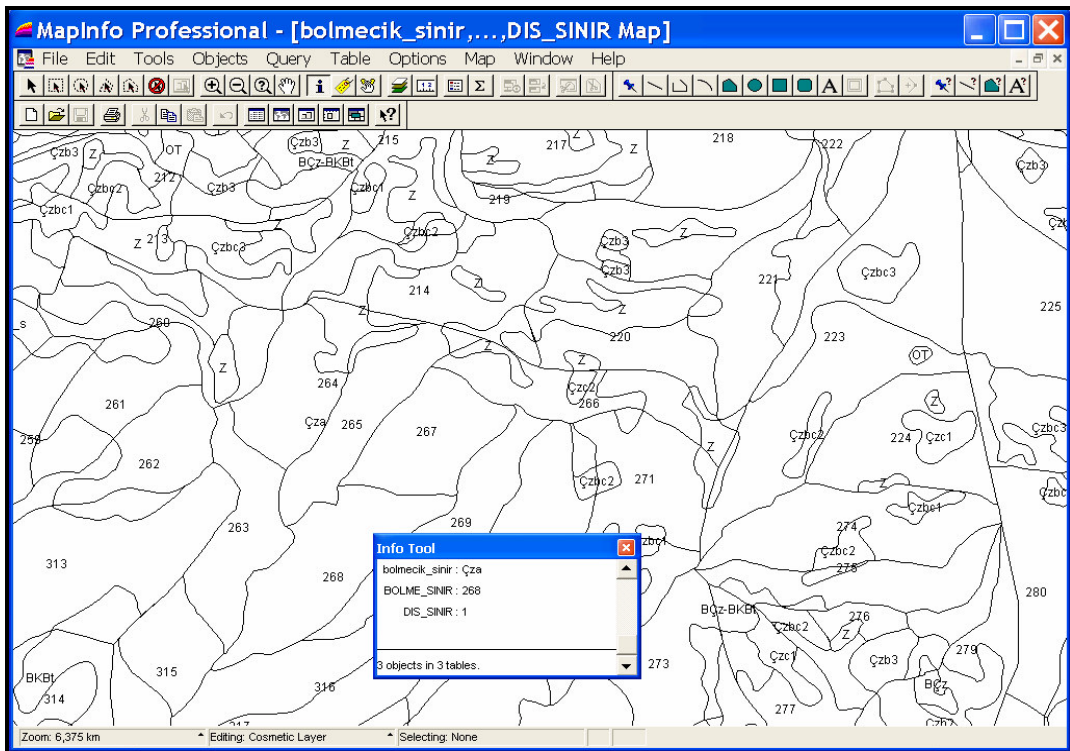 MapInfo Professional - [bolmecik_sinir,...,DIS_SINIR Map]
File Edit Tools Objects Query Table Options Map Window Help
Çzb3 Z OT Çzb3 Z 215 217 Z 218 222
BÇz-BKBt Z Çzb3
Çzbc2 212 Çzb3 Çzbc1 Z
219
Çzbc1 Z
Z 213 Çzbc3 Çzbc2 Çzb3 Z
Çzb3 221 Çzbc3
214 Z
225
_s 260 Z Z 220 223
Z Z OT
Z 264 Çzc2
261 266 Z
Çza 265 267 Çzbc2 224 Çzc1 Çzbc3
259 Z
262 Çzbc2 271 Z
Çzbc1
263 269 274
Çzbc2
313 275
268 280
BÇz-BKBt Çzbc2 276
Z
315 273 Çzc1 Çzb3 279
BKBt 316 BÇz
314 277
Info Tool
bolmecik_sinir : Çza
BOLME_SINIR : 268
DIS_SINIR : 1
3 objects in 3 tables.
Zoom: 6,375 km Editing: Cosmetic Layer Selecting: None